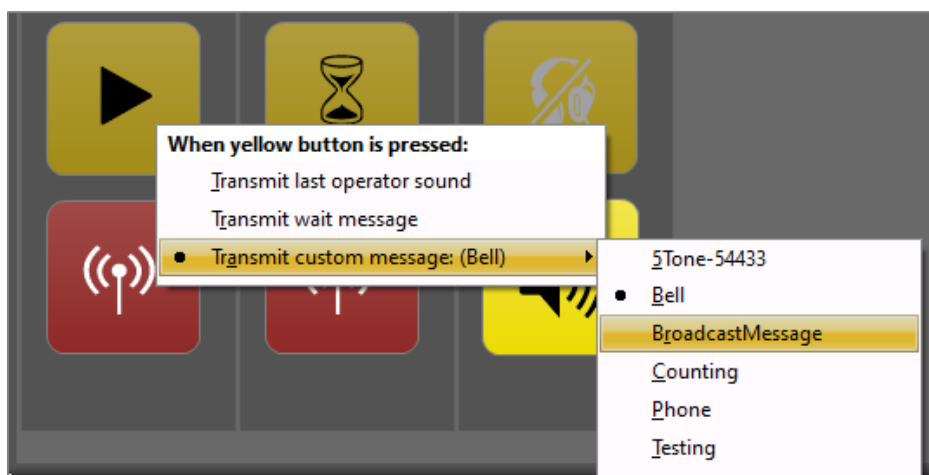 When yellow button is pressed:
Transmit last operator sound
Transmit wait message
Transmit custom message: (Bell)
5Tone-54433
Bell
BroadcastMessage
Counting
Phone
Testing